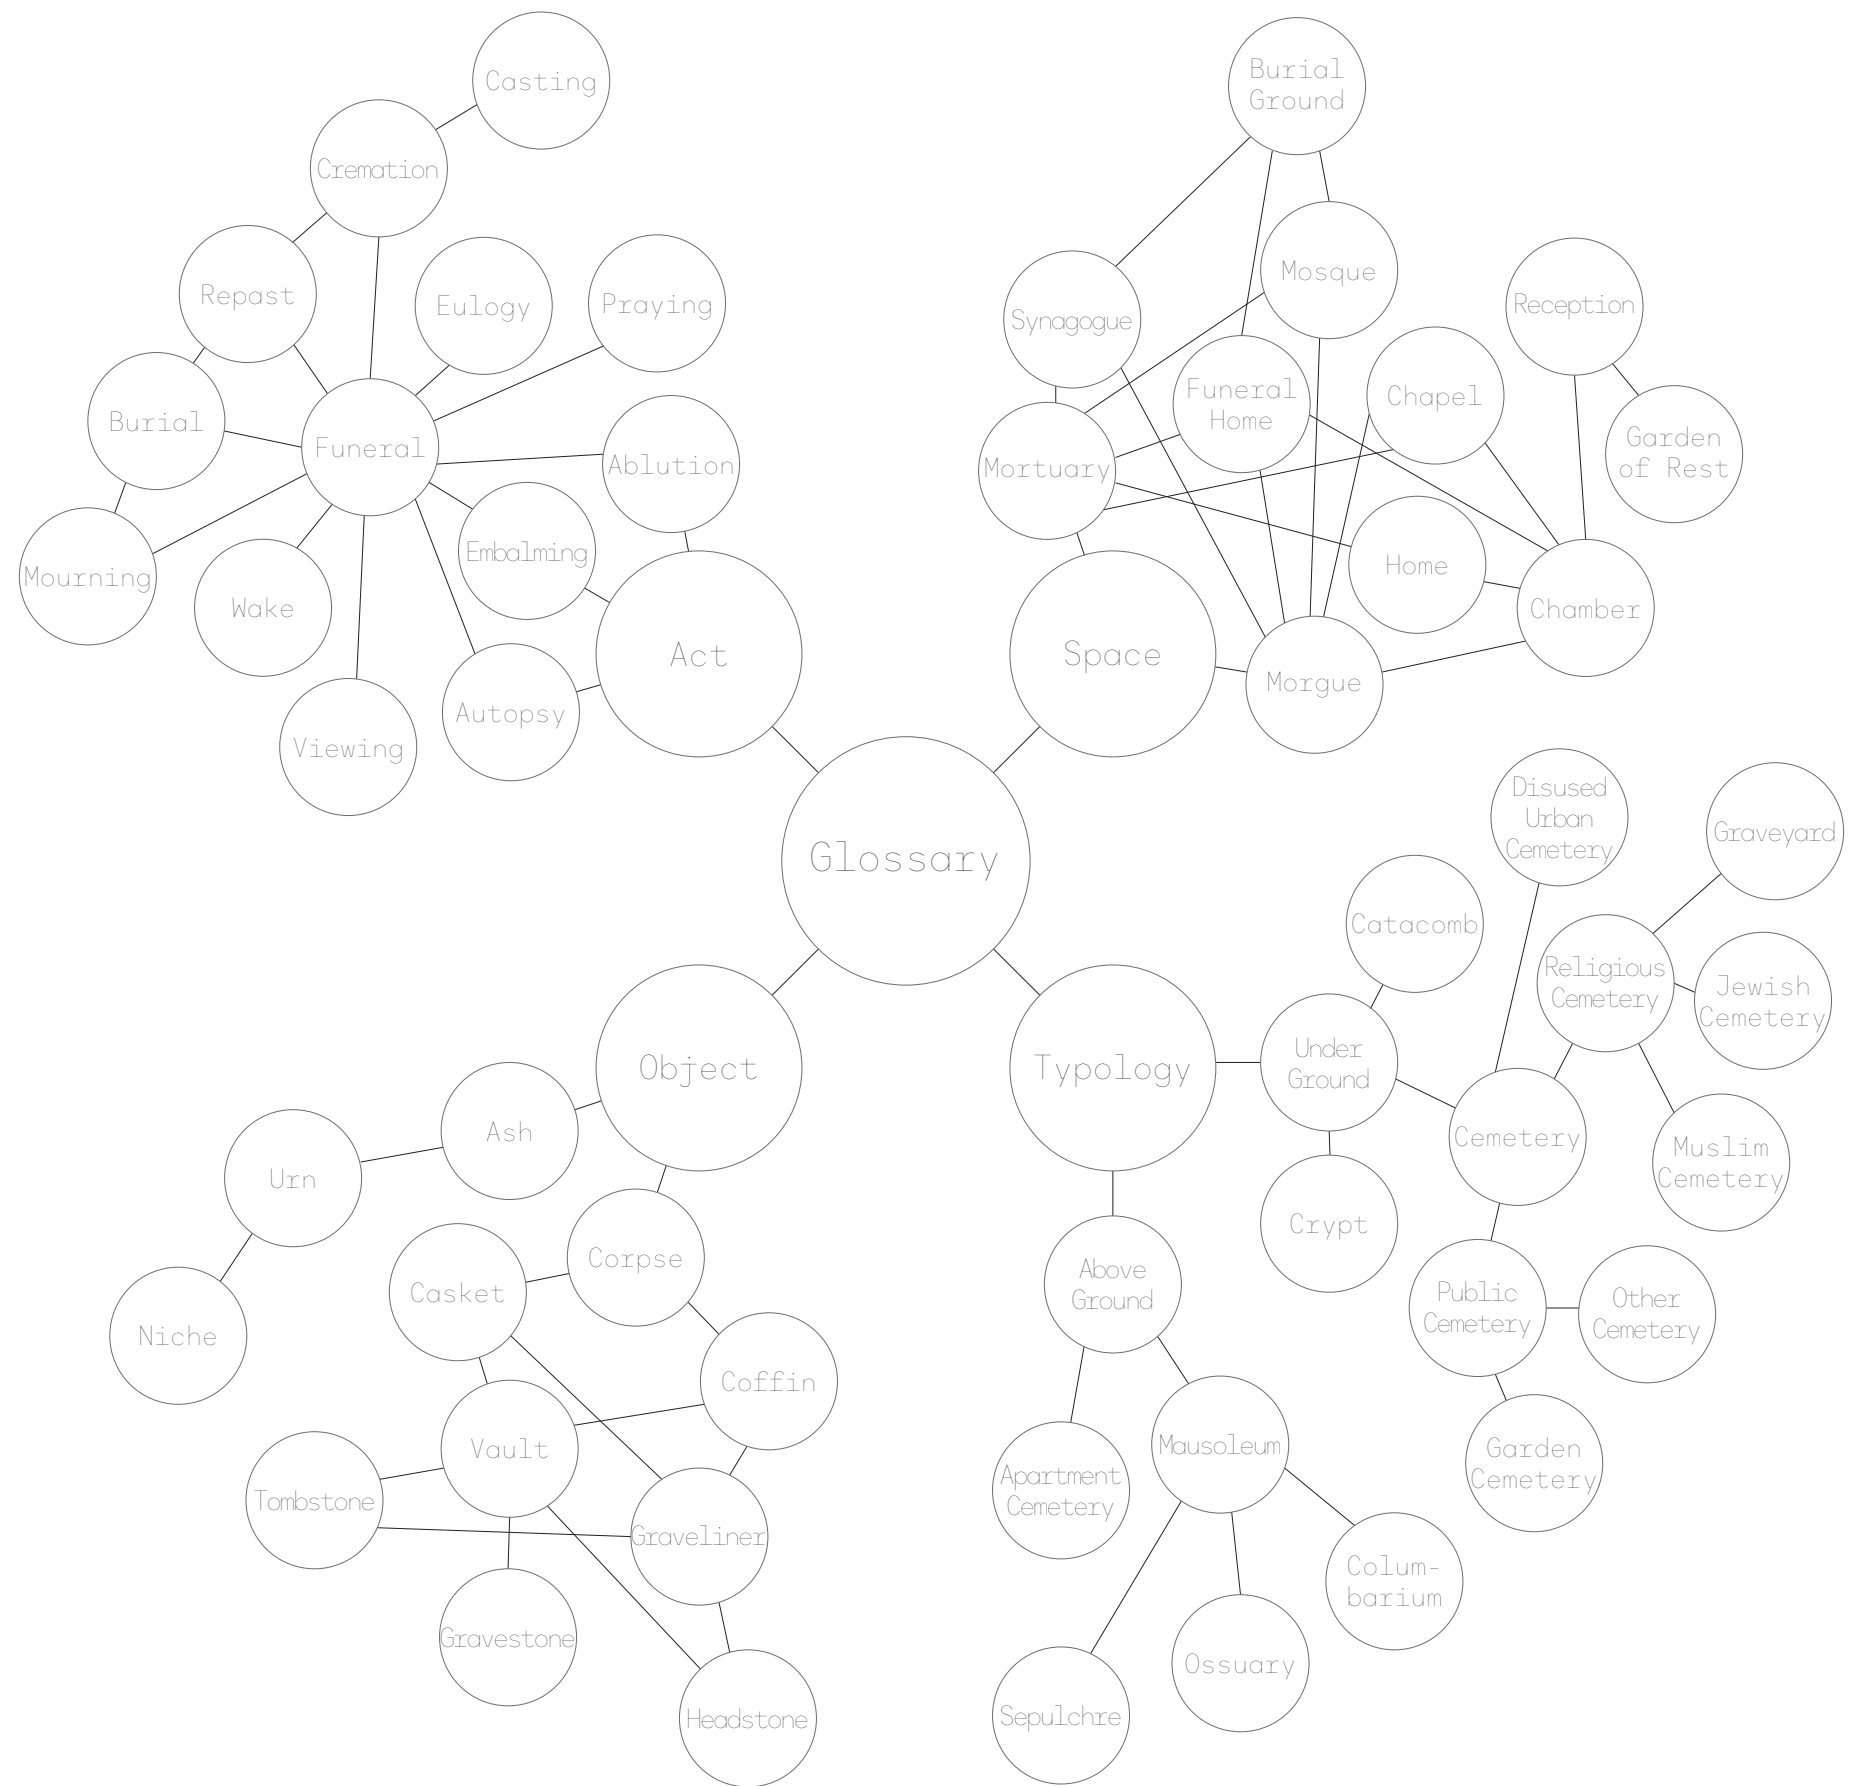 Casting
Cremation
Repast
Eulogy
Praying
Burial
Funeral
Ablution
Mourning
Wake
Embalming
Viewing
Autopsy
Act
Burial
Ground
Mosque
Synagogue
Reception
Funeral
Home
Chapel
Garden
of Rest
Mortuary
Home
Chamber
Space
Morgue
Glossary
Disused
Urban
Cemetery
Graveyard
Catacomb
Religious
Cemetery
Jewish
Cemetery
Typology
Under
Ground
Cemetery
Muslim
Cemetery
Crypt
Above
Ground
Public
Cemetery
Other
Cemetery
Garden
Cemetery
Mausoleum
Apartment
Cemetery
Colum-
barium
Ossuary
Sepulchre
Object
Ash
Urn
Niche
Corpse
Casket
Coffin
Vault
Tombstone
Graveliner
Gravestone
Headstone